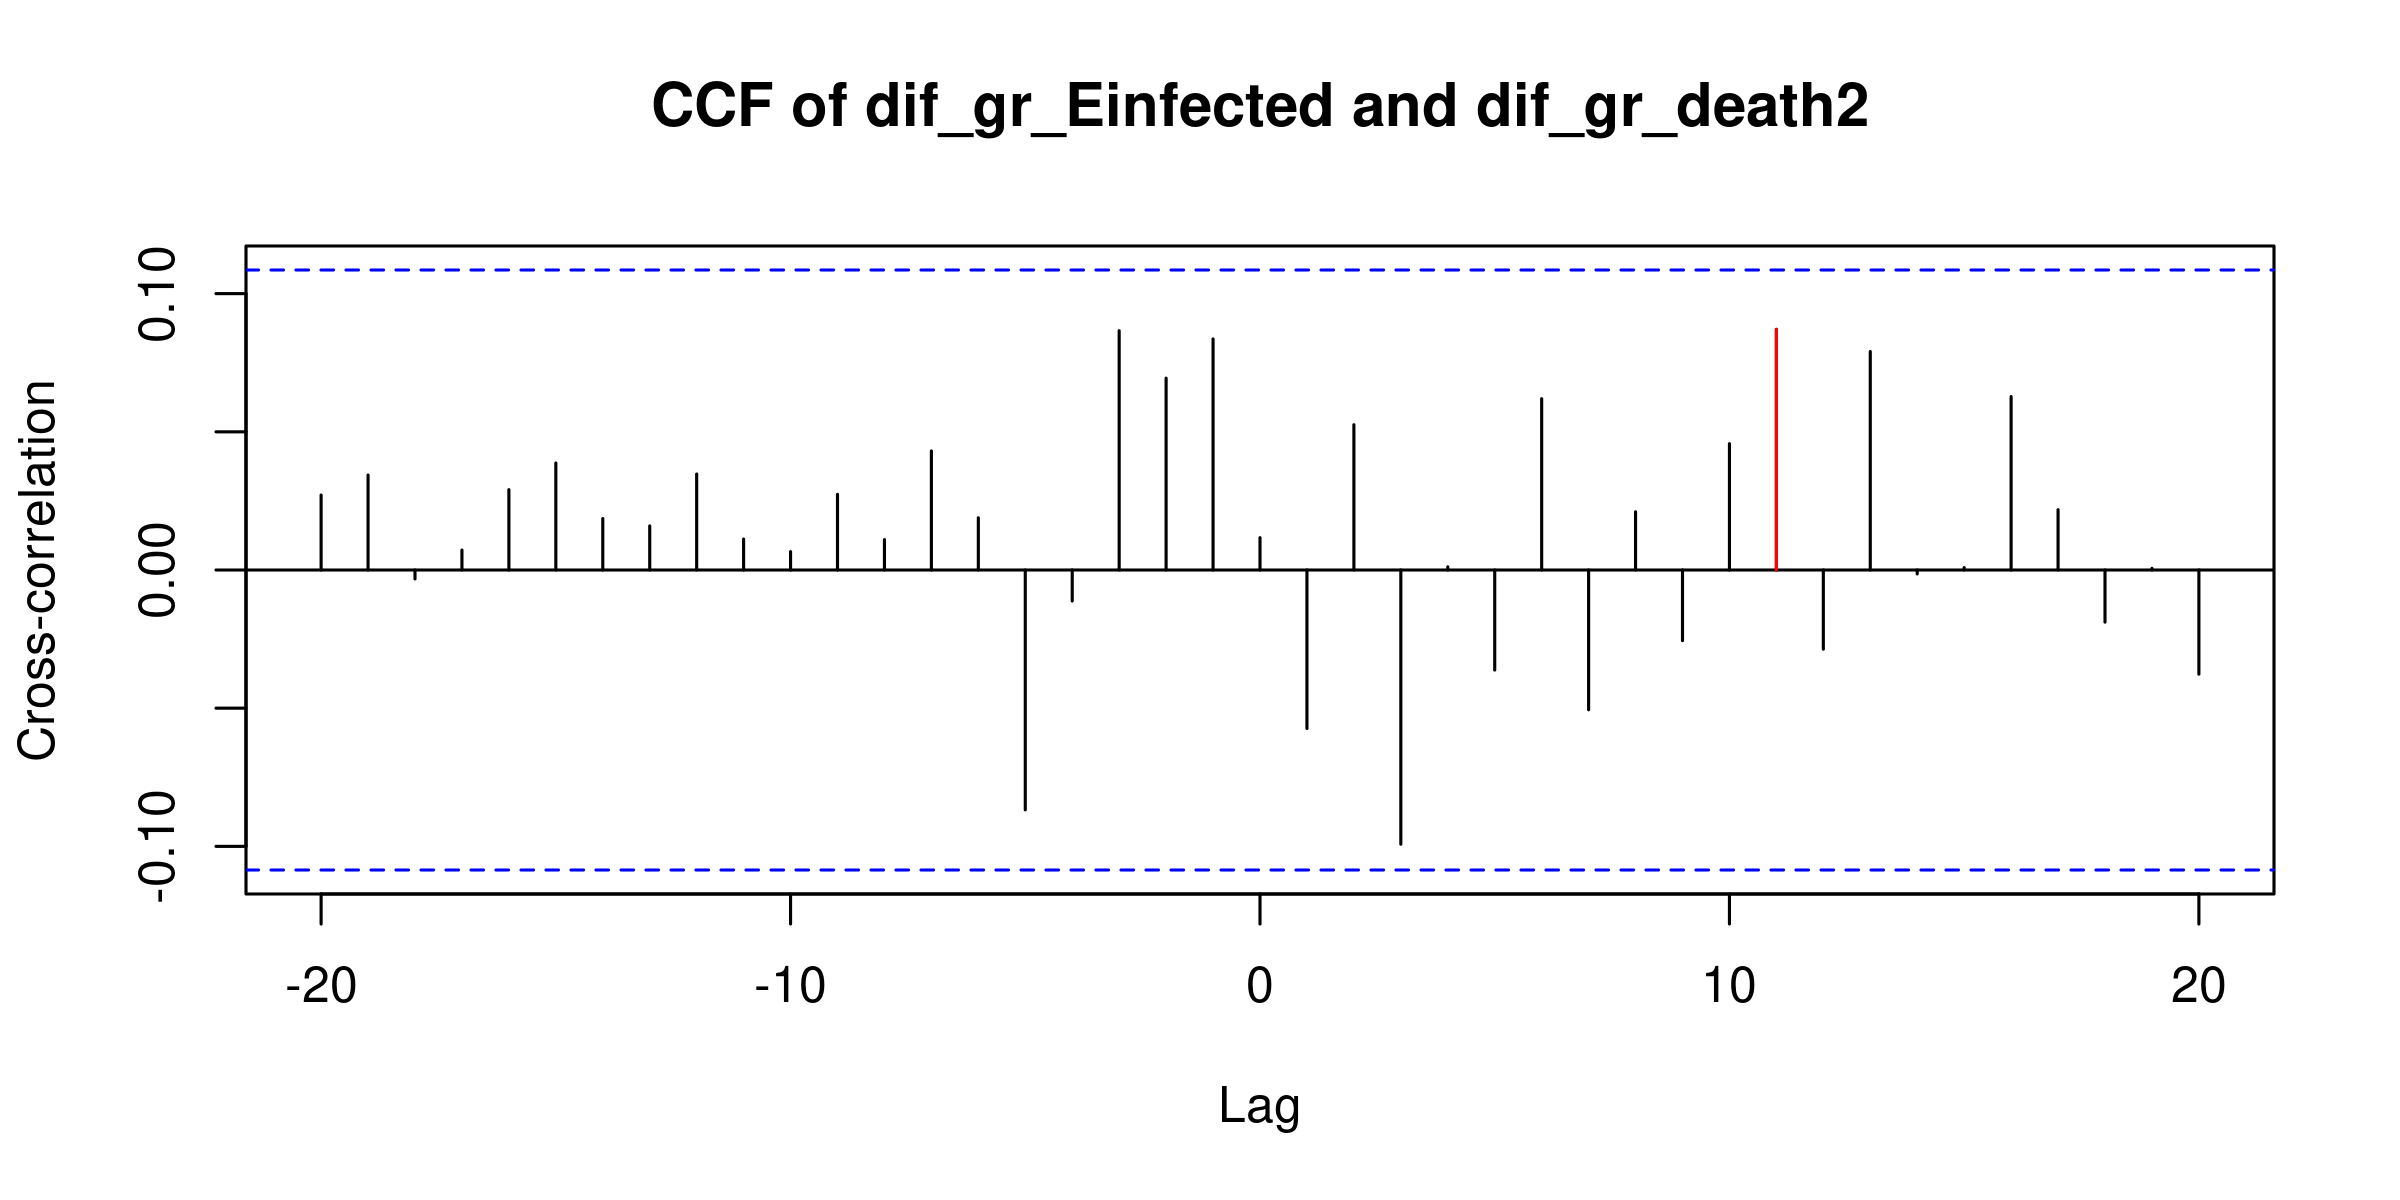 CCF of dif_gr_Einfected and dif_gr_death2
Cross-correlation
0.10
0.00
-0.10
-20 -10 0 10 20
Lag